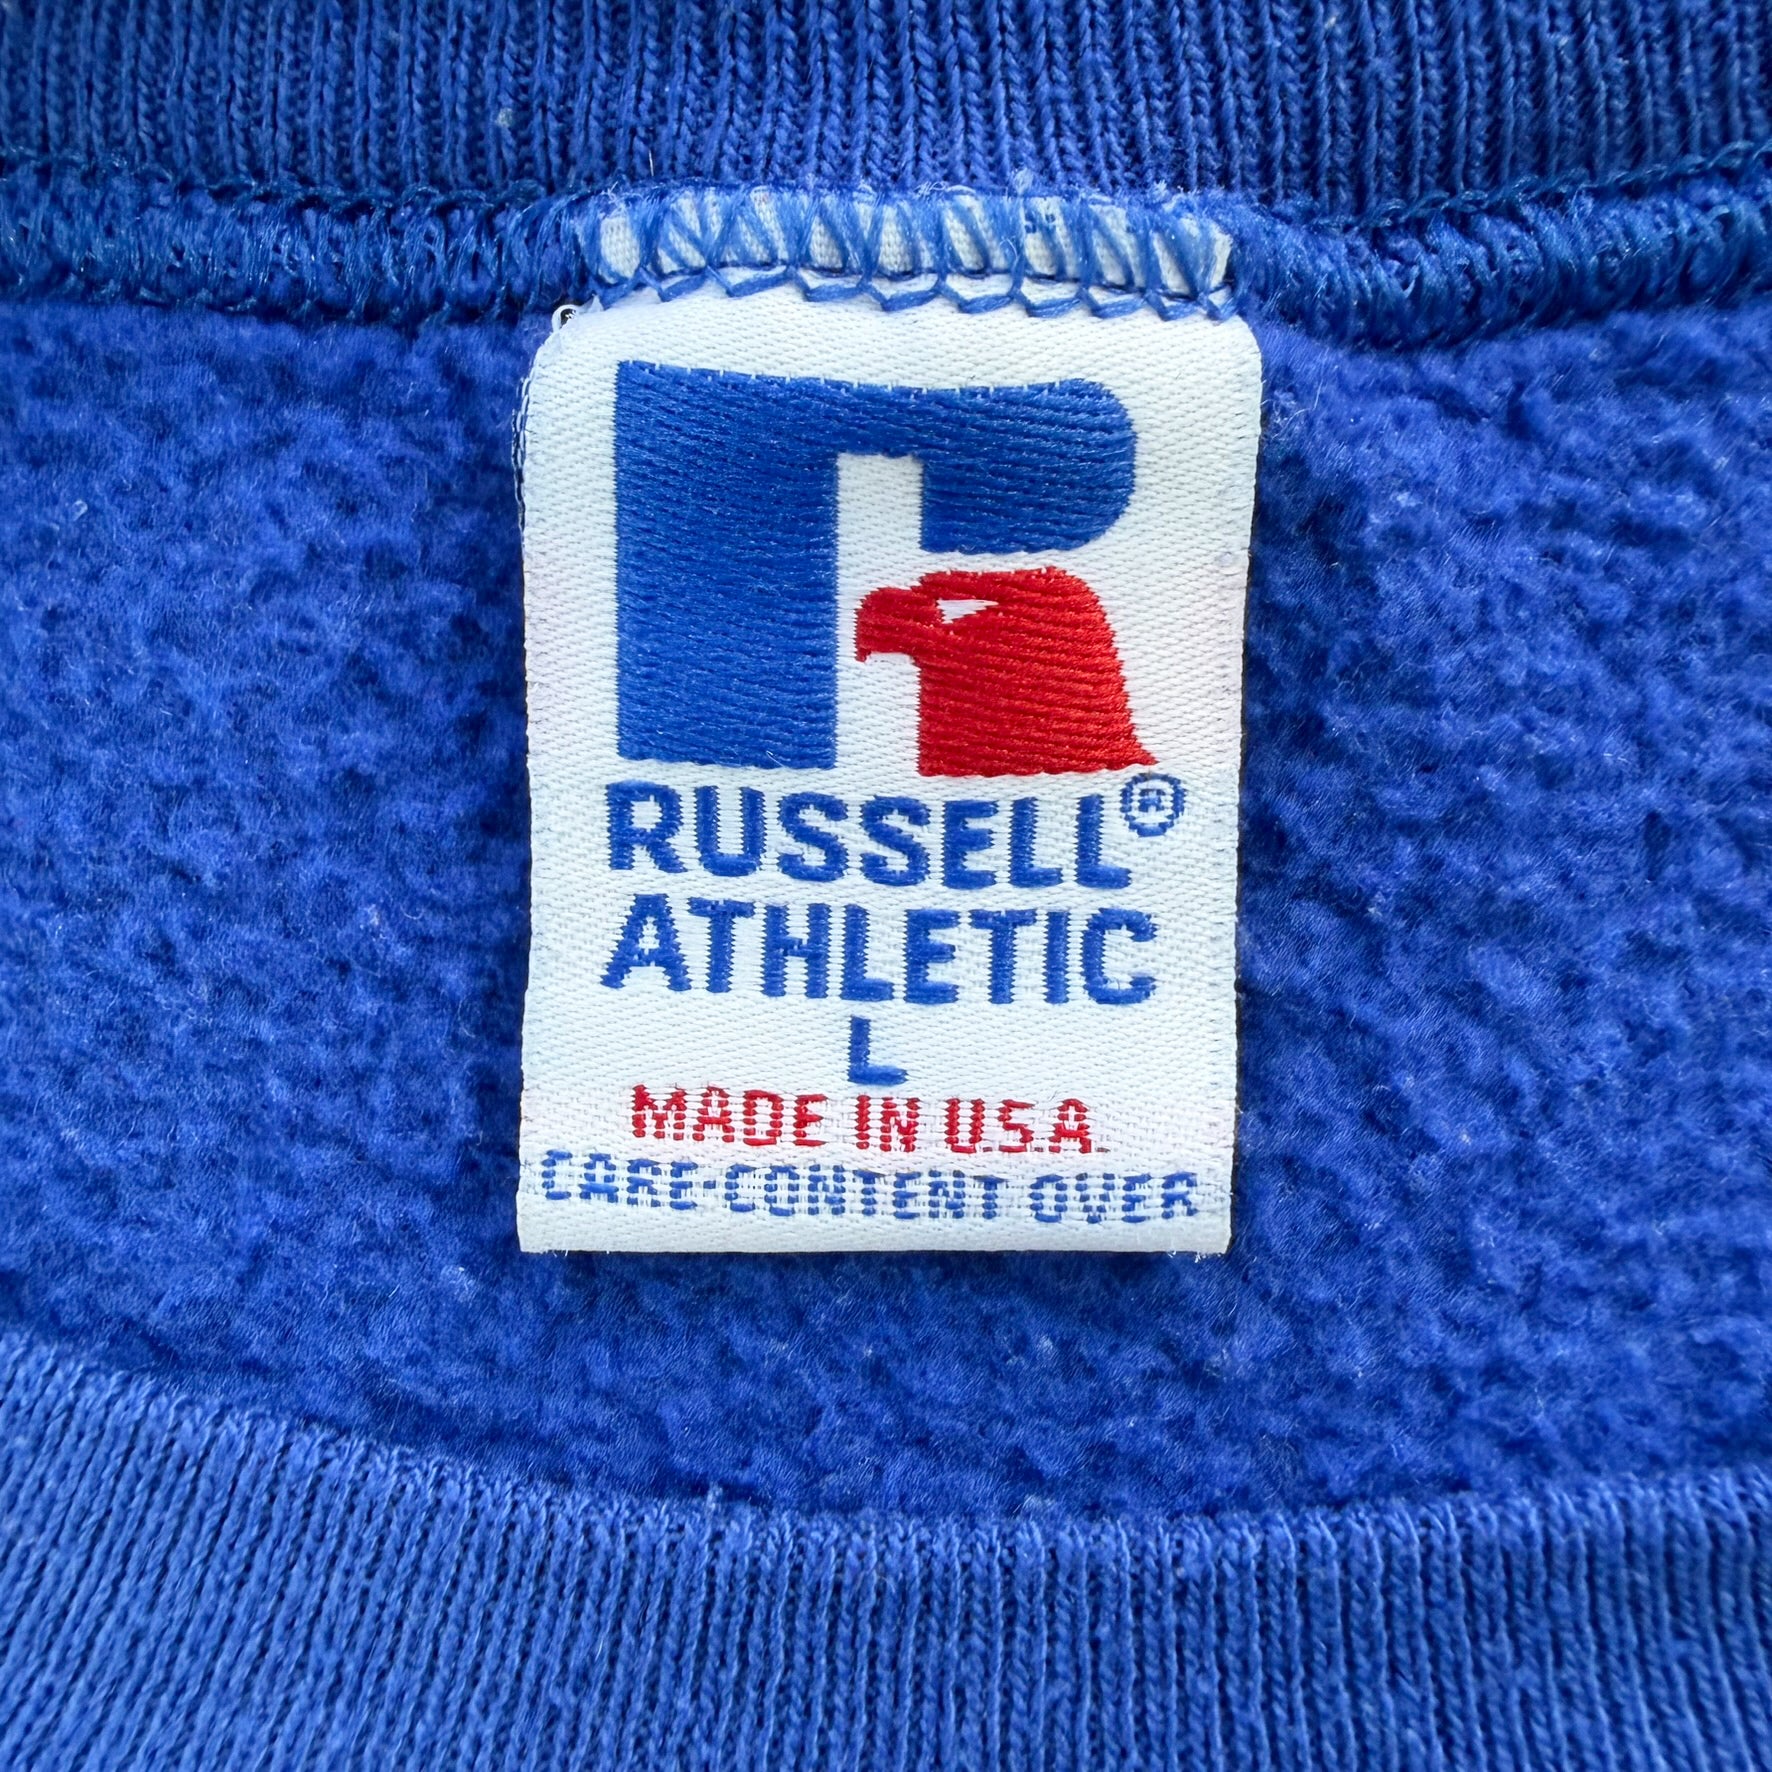 RUSSELL®
ATHLETIC
L
MADE IN U.S.A.
CARE-CONTENT OVER